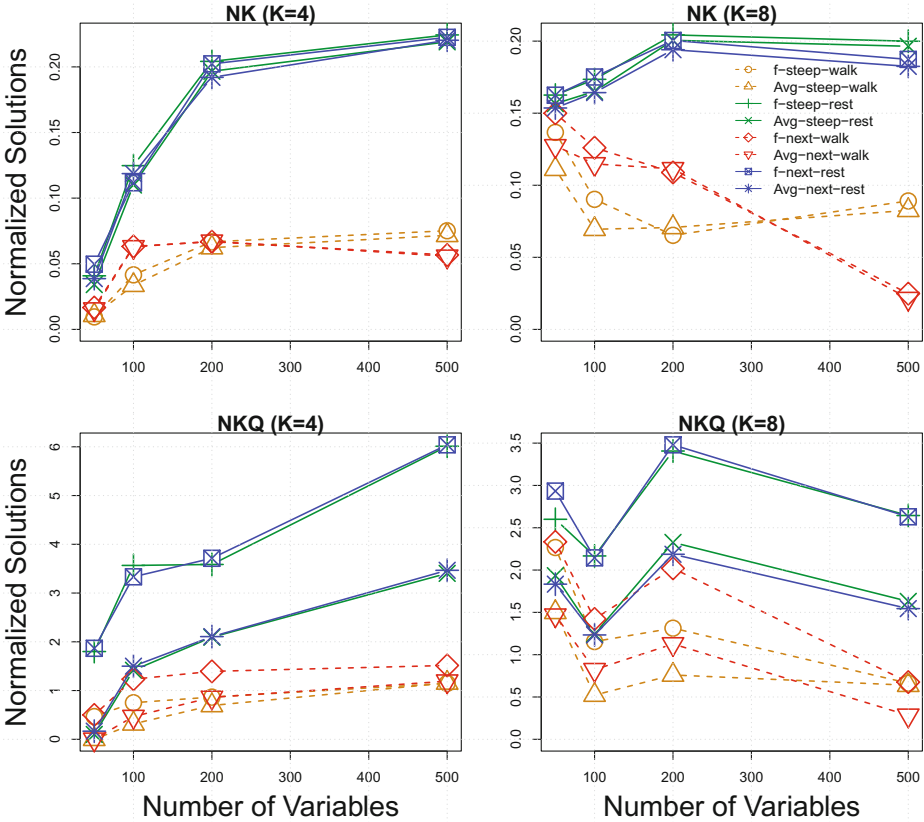 NK (K=4)
NK (K=8)
Normalized Solutions
0.00 0.05 0.10 0.15 0.20
0.00 0.05 0.10 0.15 0.20
f−steep−walk
Avg−steep−walk
f−steep−rest
Avg−steep−rest
f−next−walk
Avg−next−walk
f−next−rest
Avg−next−rest
100 200 300 400 500
100 200 300 400 500
NKQ (K=4)
NKQ (K=8)
Normalized Solutions
0 1 2 3 4 5 6
0.0 0.5 1.0 1.5 2.0 2.5 3.0 3.5
100 200 300 400 500
100 200 300 400 500
Number of Variables
Number of Variables